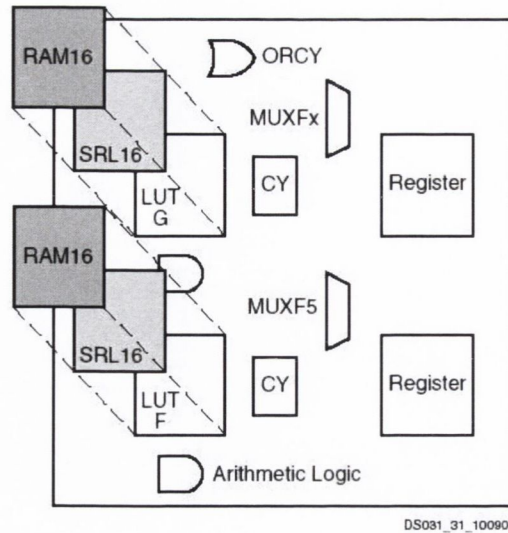 RAM16
ORCY
MUXFx
SRL16
LUT
G
CY
Register
RAM16
MUXF5
SRL16
LUT
F
CY
Register
Arithmetic Logic
DS031_31_10090